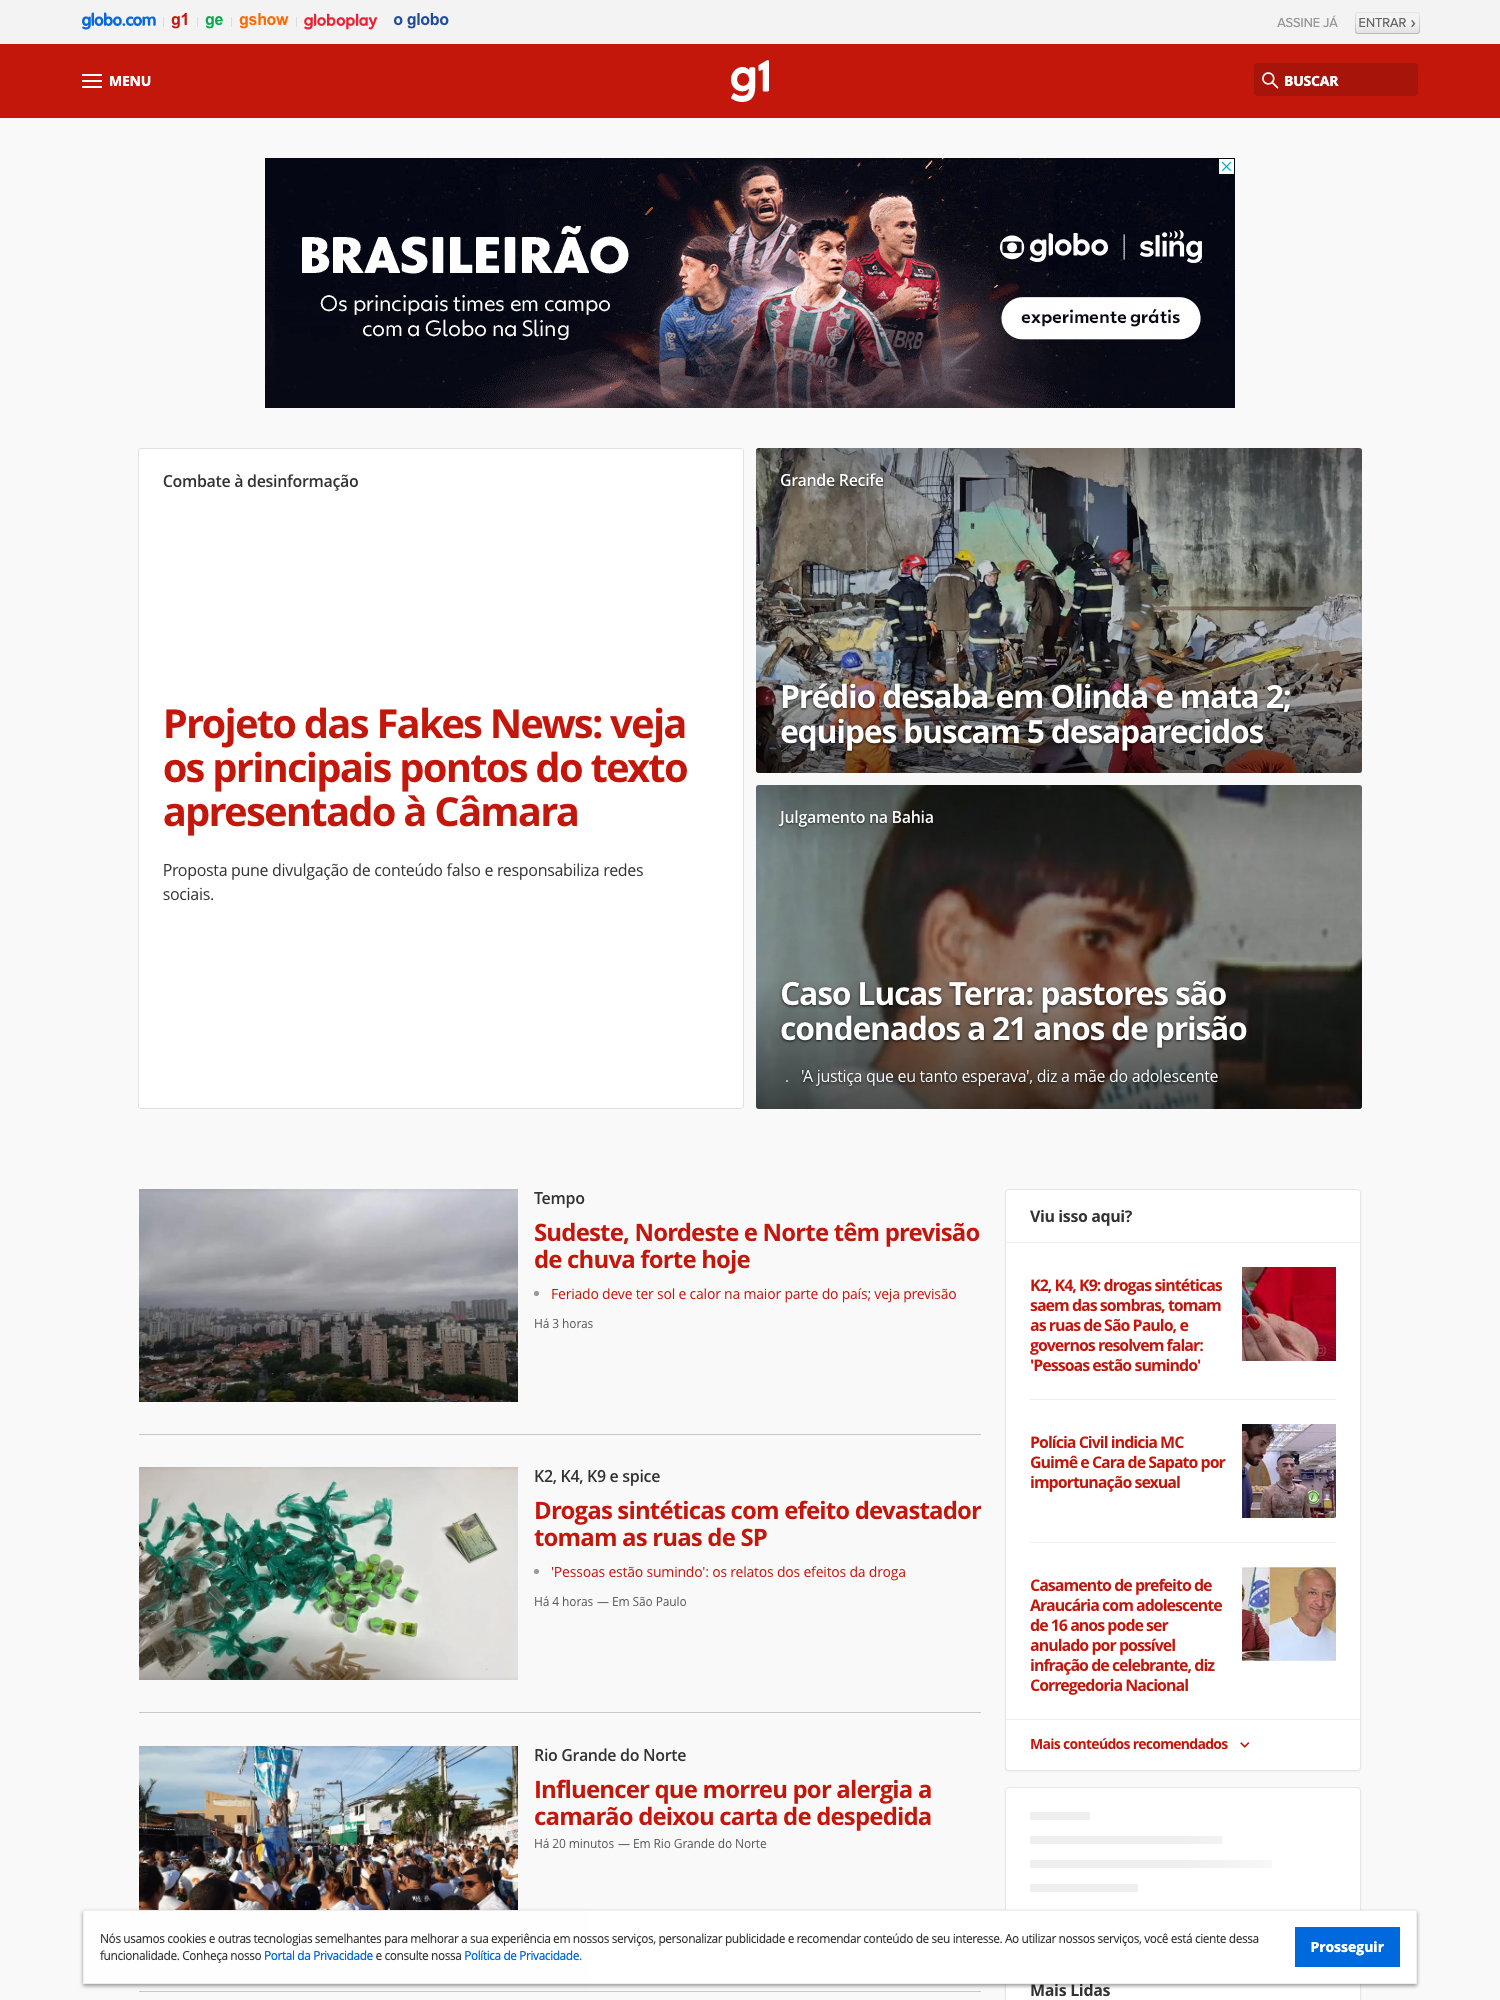 globo.com
g1
ge
gshow
globoplay
o globo
ASSINE JÁ
ENTRAR ›
MENU
g1
BUSCAR
BRASILEIRÃO
Os principais times em campo
com a Globo na Sling
globo | sling
experimente grátis
BETANO
BRB
Combate à desinformação
Projeto das Fakes News: veja
os principais pontos do texto
apresentado à Câmara
Proposta pune divulgação de conteúdo falso e responsabiliza redes
sociais.
Grande Recife
Prédio desaba em Olinda e mata 2;
equipes buscam 5 desaparecidos
Julgamento na Bahia
Caso Lucas Terra: pastores são
condenados a 21 anos de prisão
. 'A justiça que eu tanto esperava', diz a mãe do adolescente
Tempo
Sudeste, Nordeste e Norte têm previsão
de chuva forte hoje
• Feriado deve ter sol e calor na maior parte do país; veja previsão
Há 3 horas
K2, K4, K9 e spice
Drogas sintéticas com efeito devastador
tomam as ruas de SP
• 'Pessoas estão sumindo': os relatos dos efeitos da droga
Há 4 horas — Em São Paulo
Rio Grande do Norte
Influencer que morreu por alergia a
camarão deixou carta de despedida
Há 20 minutos — Em Rio Grande do Norte
Viu isso aqui?
K2, K4, K9: drogas sintéticas
saem das sombras, tomam
as ruas de São Paulo, e
governos resolvem falar:
'Pessoas estão sumindo'
Polícia Civil indicia MC
Guimê e Cara de Sapato por
importunação sexual
Casamento de prefeito de
Araucária com adolescente
de 16 anos pode ser
anulado por possível
infração de celebrante, diz
Corregedoria Nacional
Mais conteúdos recomendados
Nós usamos cookies e outras tecnologias semelhantes para melhorar a sua experiência em nossos serviços, personalizar publicidade e recomendar conteúdo de seu interesse. Ao utilizar nossos serviços, você está ciente dessa
funcionalidade. Conheça nosso Portal da Privacidade e consulte nossa Política de Privacidade.
Prosseguir
Mais Lidas